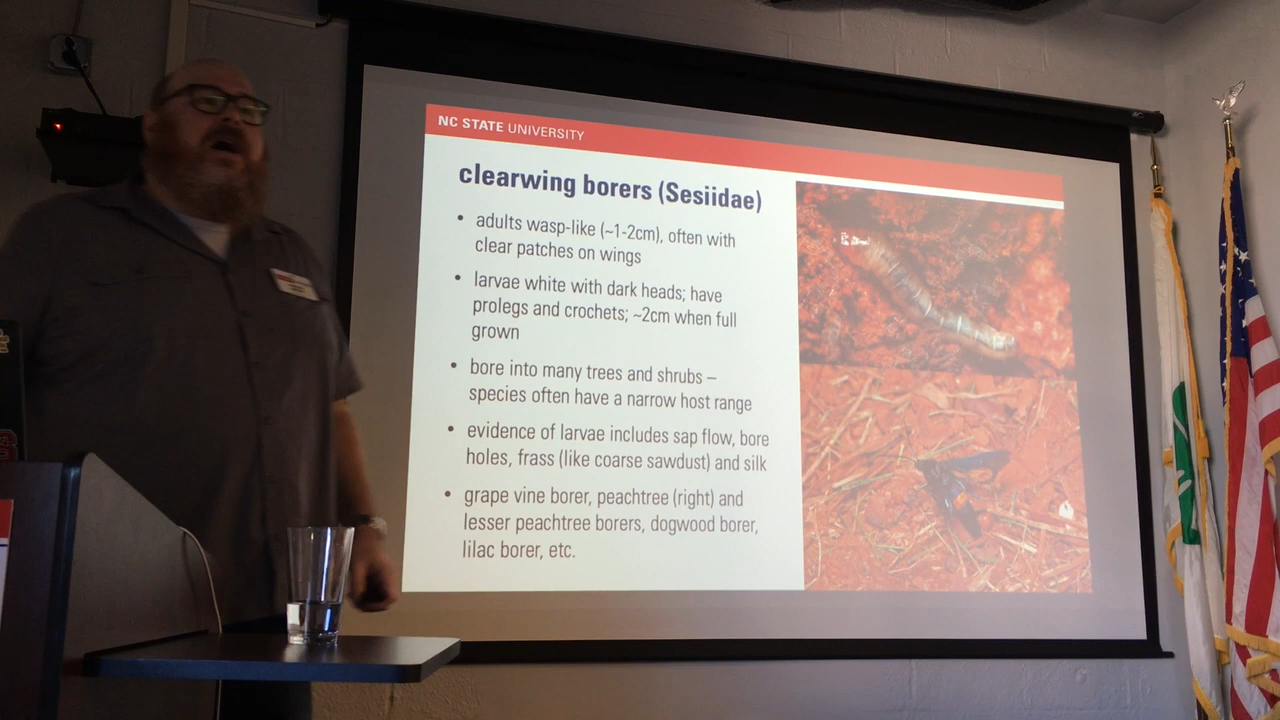 NC STATE UNIVERSITY
clearwing borers (Sesiidae)
• adults wasp-like (~1-2cm), often with
clear patches on wings
• larvae white with dark heads; have
prolegs and crochets; ~2cm when full
grown
• bore into many trees and shrubs –
species often have a narrow host range
• evidence of larvae includes sap flow, bore
holes, frass (like coarse sawdust) and silk
• grape vine borer, peachtree (right) and
lesser peachtree borers, dogwood borer,
lilac borer, etc.